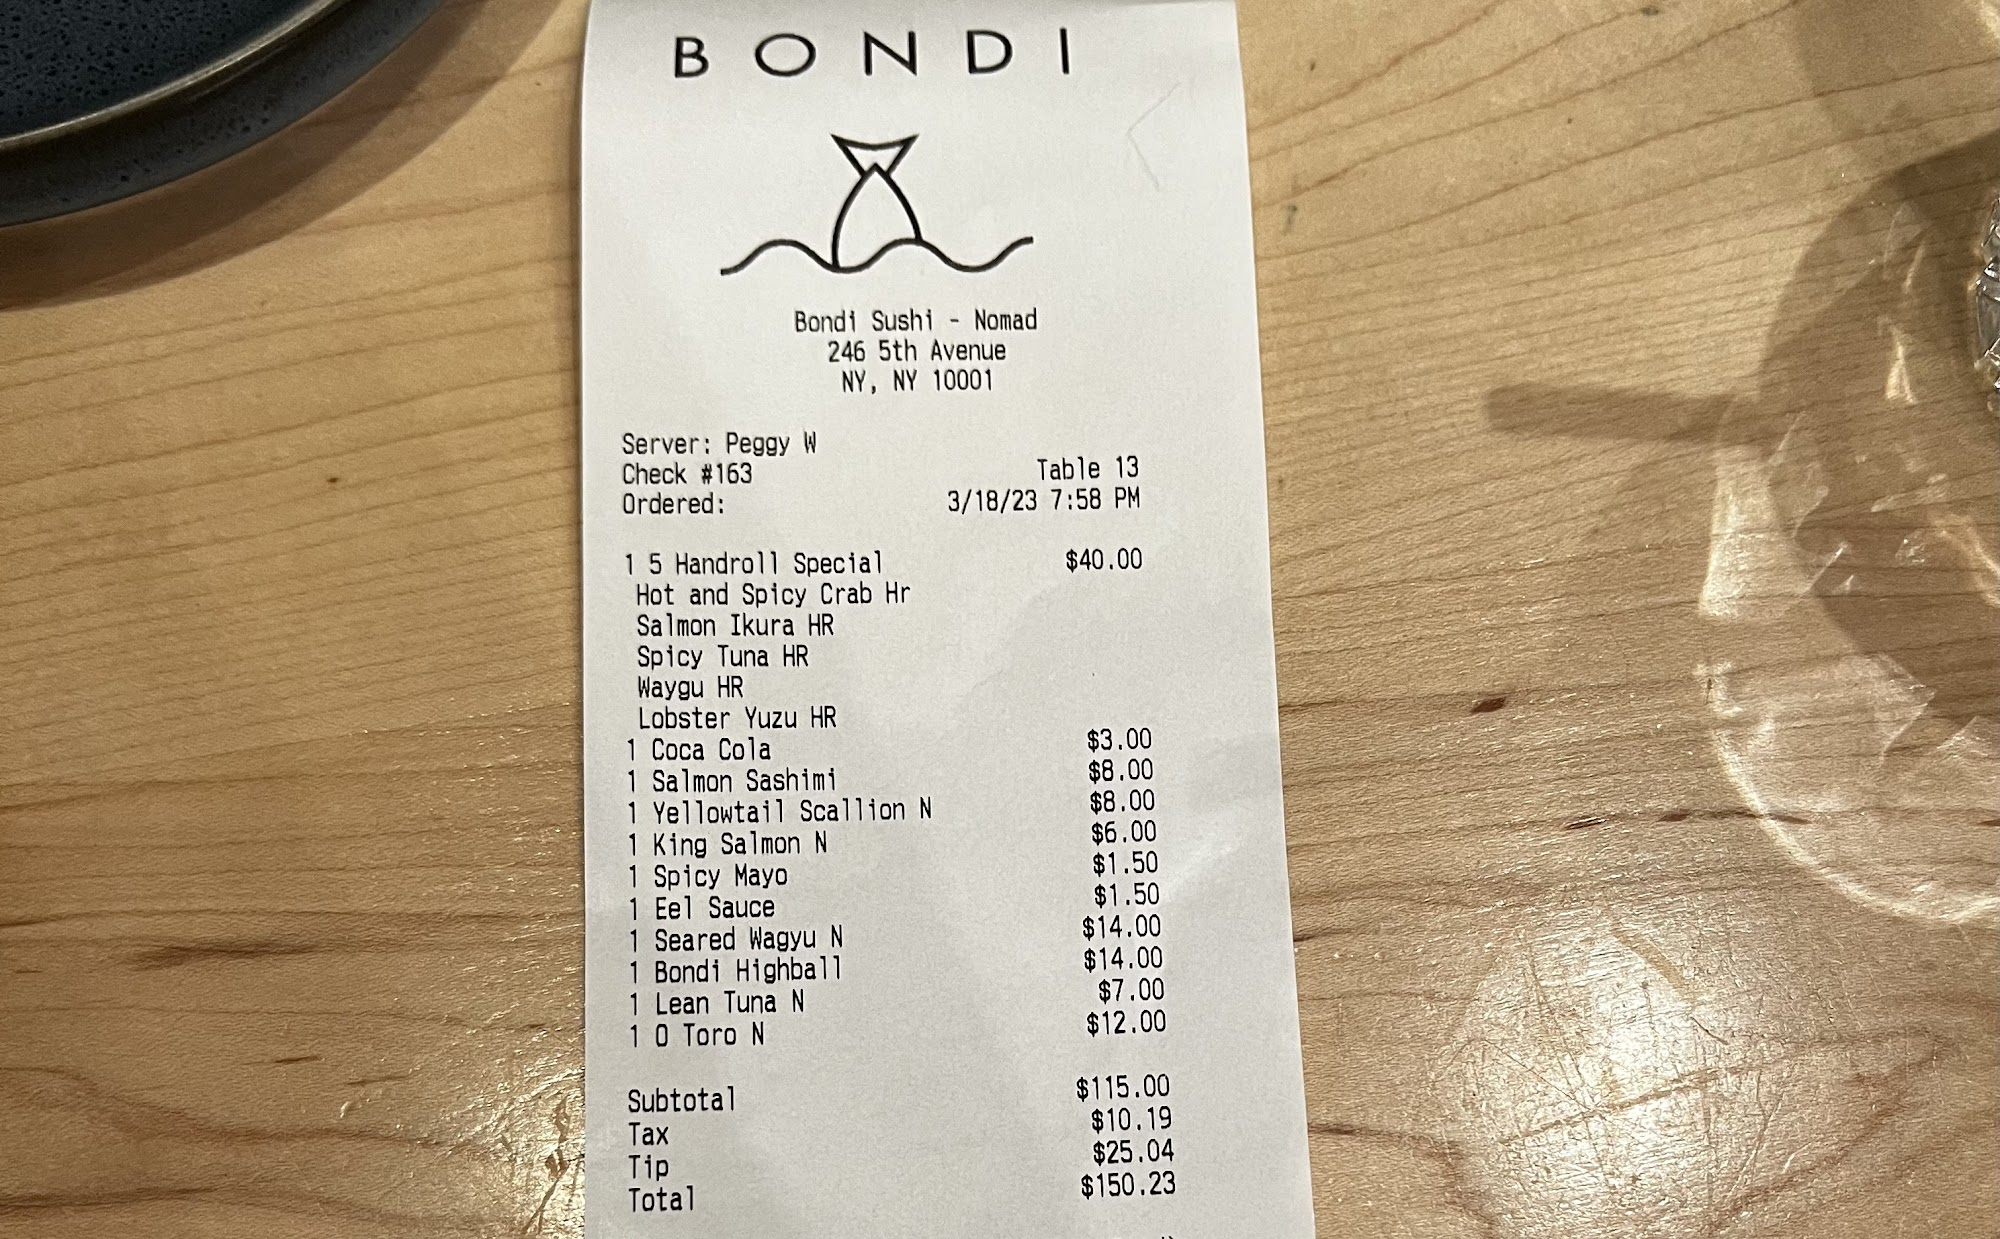 BONDI
Bondi Sushi - Nomad
246 5th Avenue
NY, NY 10001
Server: Peggy W
Check #163 Table 13
Ordered: 3/18/23 7:58 PM
1 5 Handroll Special $40.00
Hot and Spicy Crab Hr
Salmon Ikura HR
Spicy Tuna HR
Waygu HR
Lobster Yuzu HR
1 Coca Cola $3.00
1 Salmon Sashimi $8.00
1 Yellowtail Scallion N $8.00
1 King Salmon N $6.00
1 Spicy Mayo $1.50
1 Eel Sauce $1.50
1 Seared Wagyu N $14.00
1 Bondi Highball $14.00
1 Lean Tuna N $7.00
1 O Toro N $12.00
Subtotal $115.00
Tax $10.19
Tip $25.04
Total $150.23